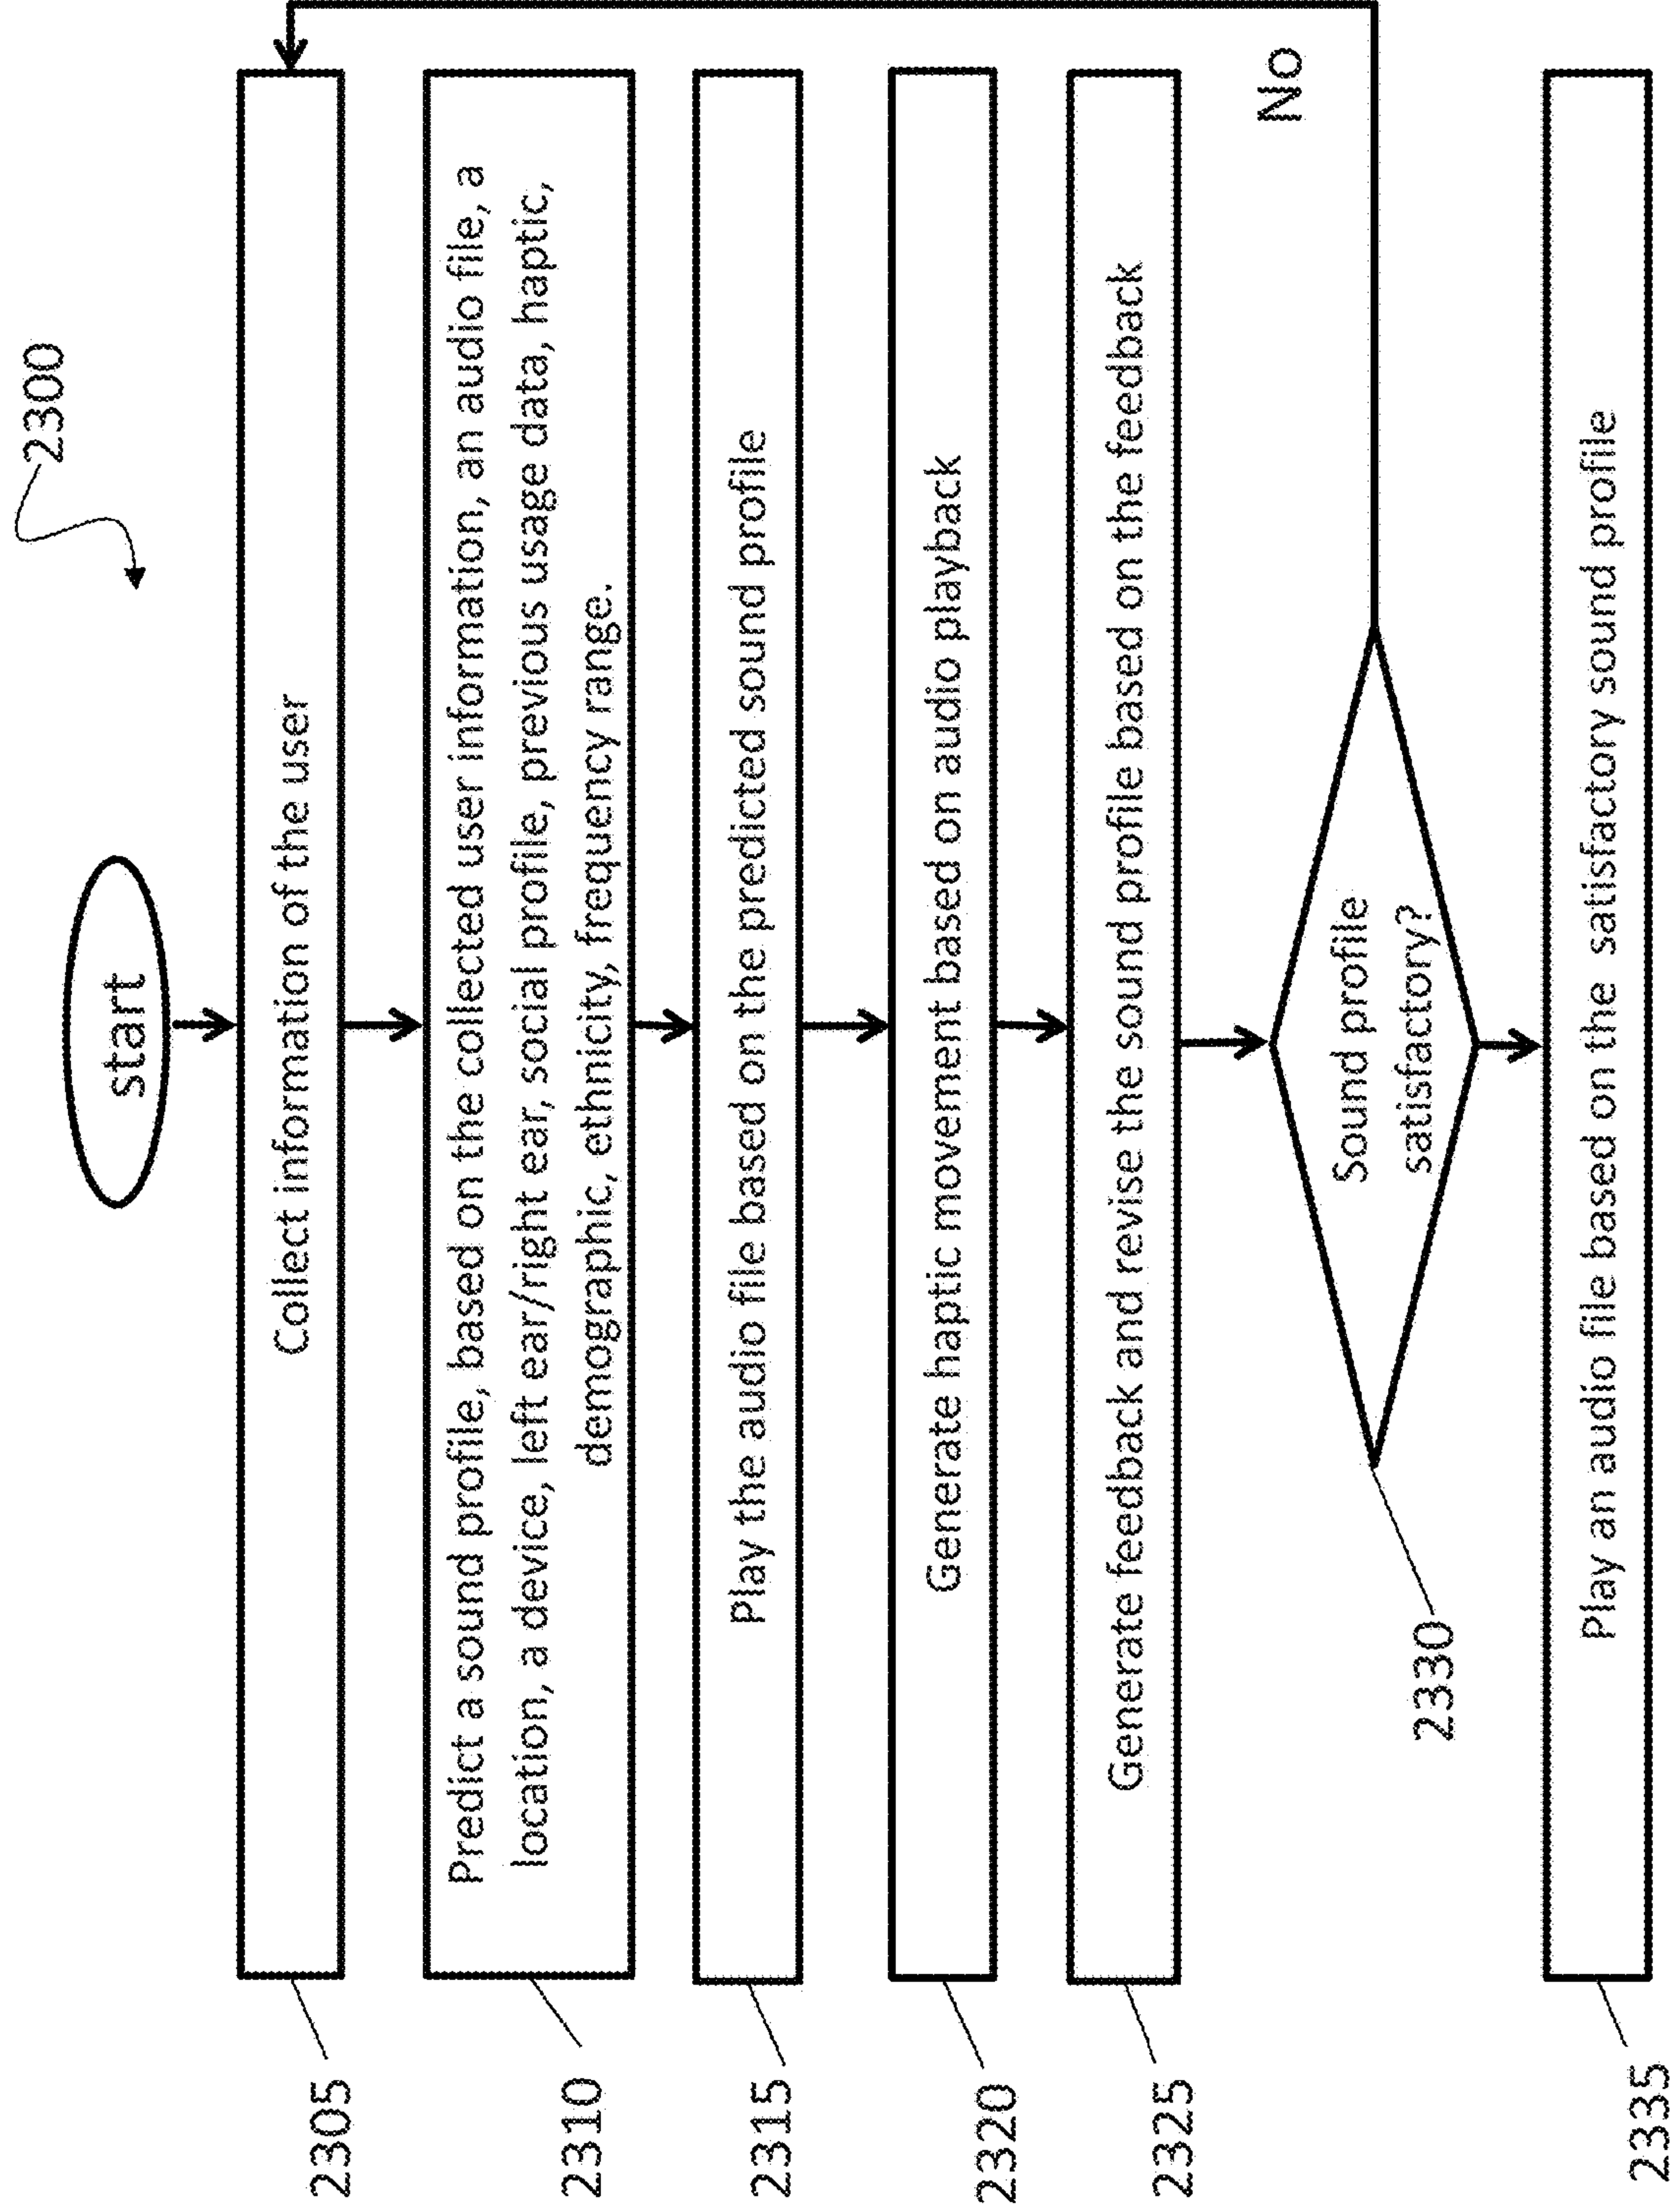 2300
start
2305
Collect information of the user
2310
Predict a sound profile, based on the collected user information, an audio file, a
location, a device, left ear/right ear, social profile, previous usage data, haptic,
demographic, ethnicity, frequency range.
2315
Play the audio file based on the predicted sound profile
2320
Generate haptic movement based on audio playback
2325
Generate feedback and revise the sound profile based on the feedback
No
Sound profile
satisfactory?
2330
2335
Play an audio file based on the satisfactory sound profile